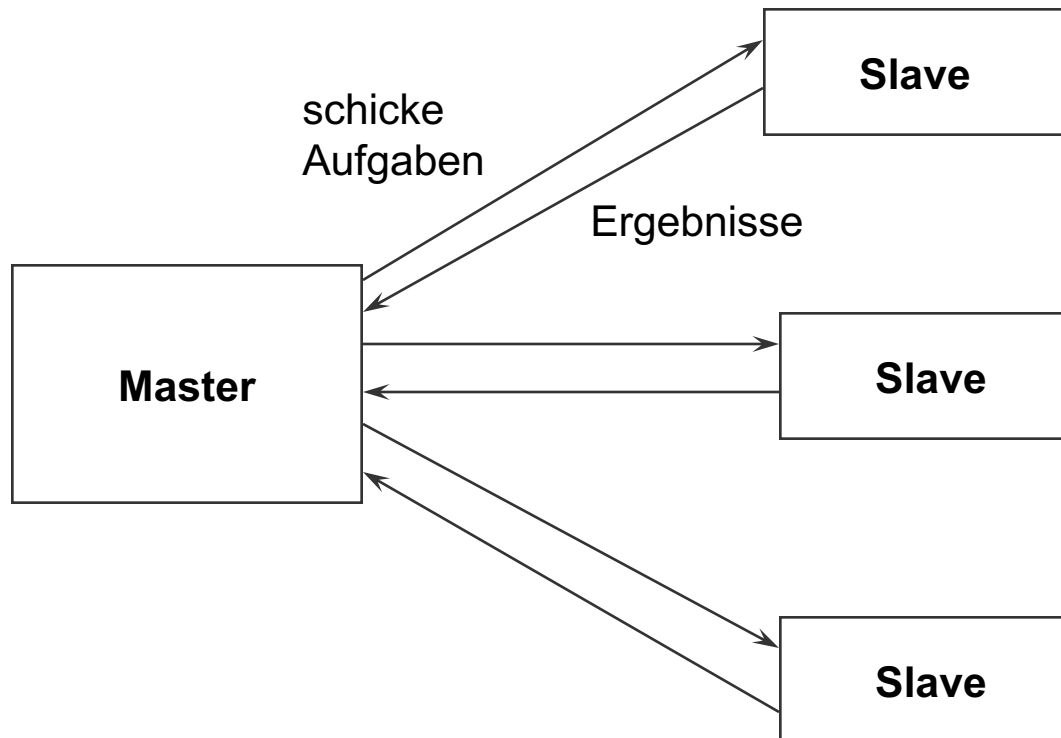 Slave
schicke
Aufgaben
Ergebnisse
Master
Slave
Slave